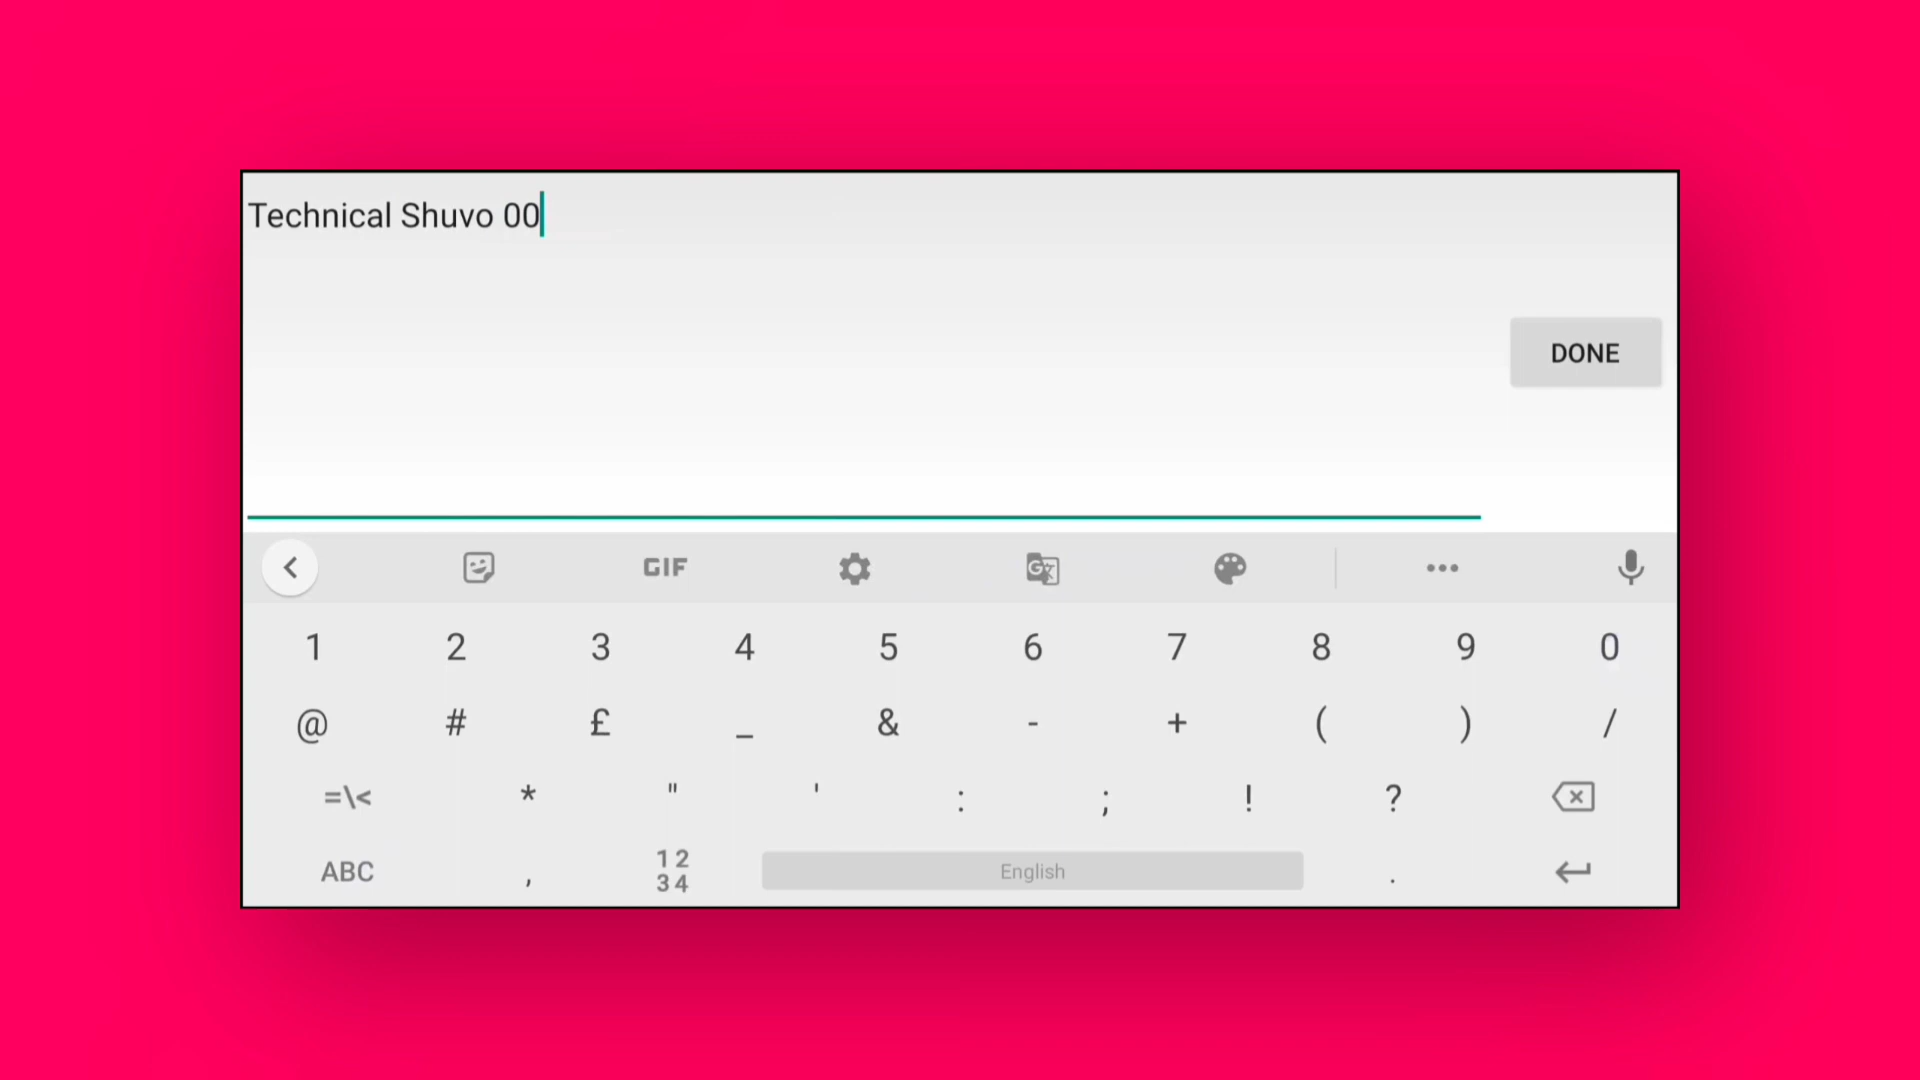 Technical Shuvo 00
DONE
GIF
1 2 3 4 5 6 7 8 9 0
@ # £ _ & - + ( ) /
=\< * " ' : ; ! ?
ABC , 12 34 English .